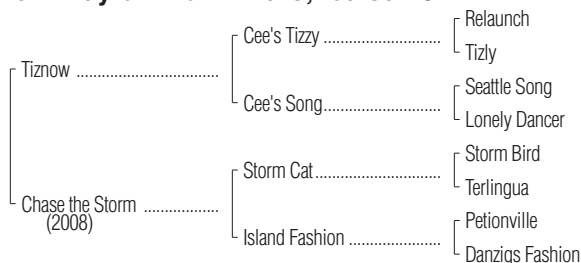 Relaunch
Cee's Tizzy
Tizly
Tiznow
Seattle Song
Cee's Song
Lonely Dancer
Storm Bird
Storm Cat
Terlingua
Chase the Storm
(2008)
Petionville
Island Fashion
Danzigs Fashion